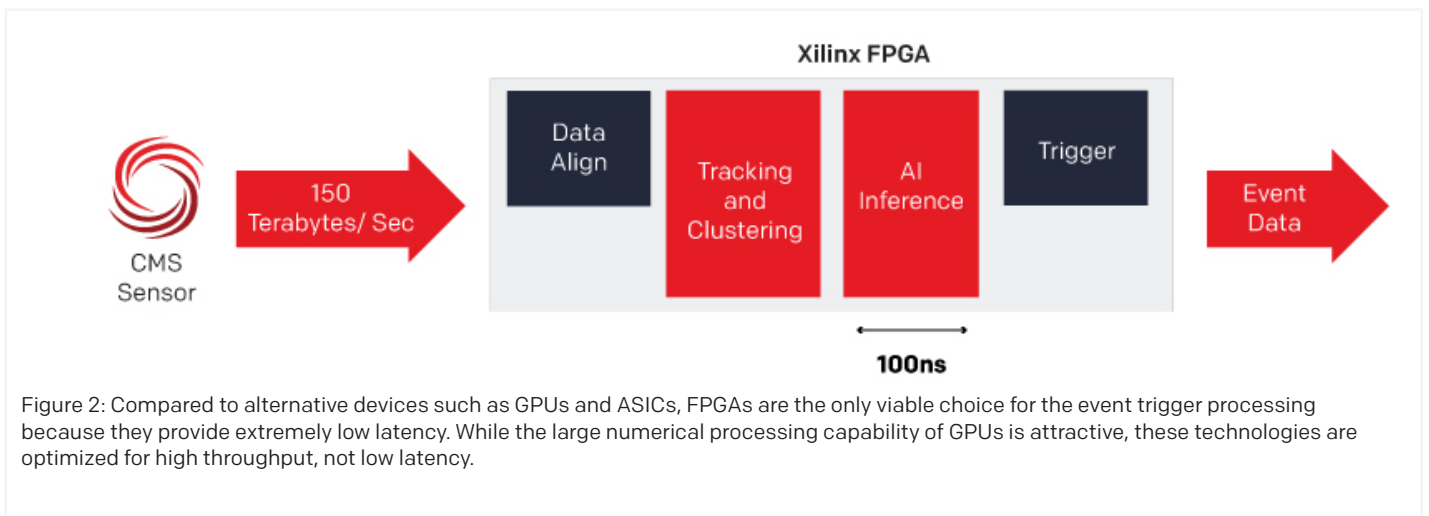 Xilinx FPGA
CMS
Sensor
150
Terabytes/ Sec
Data
Align
Tracking
and
Clustering
AI
Inference
Trigger
Event
Data
100ns
Figure 2: Compared to alternative devices such as GPUs and ASICs, FPGAs are the only viable choice for the event trigger processing
because they provide extremely low latency. While the large numerical processing capability of GPUs is attractive, these technologies are
optimized for high throughput, not low latency.